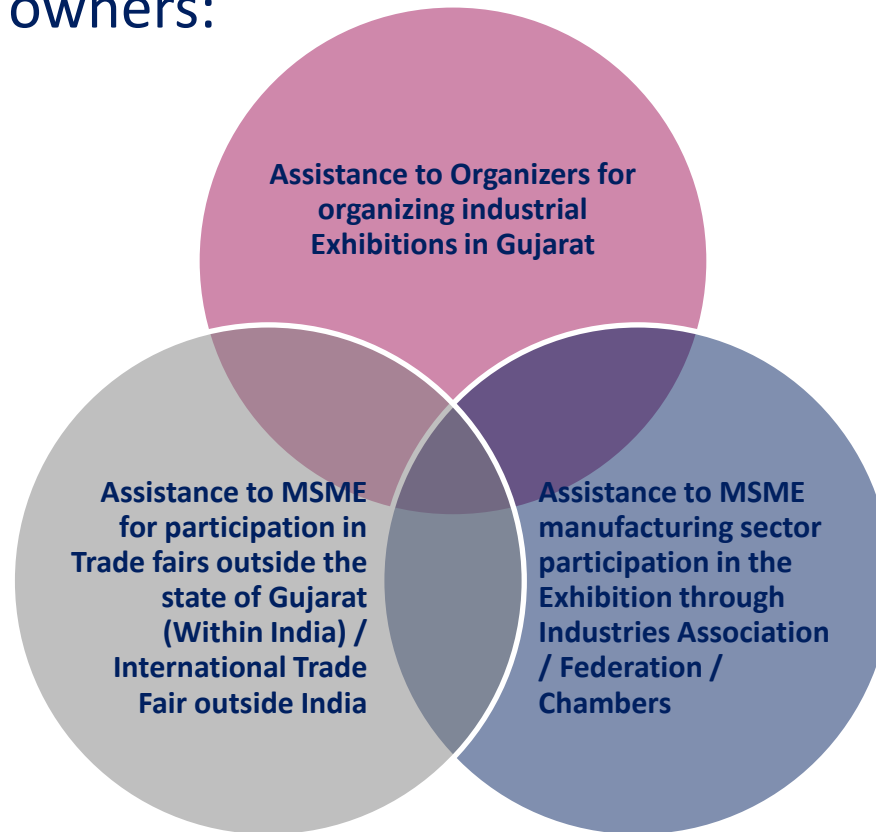 owners:
Assistance to Organizers for
organizing industrial
Exhibitions in Gujarat
Assistance to MSME
for participation in
Trade fairs outside the
state of Gujarat
(Within India) /
International Trade
Fair outside India
Assistance to MSME
manufacturing sector
participation in the
Exhibition through
Industries Association
/ Federation /
Chambers